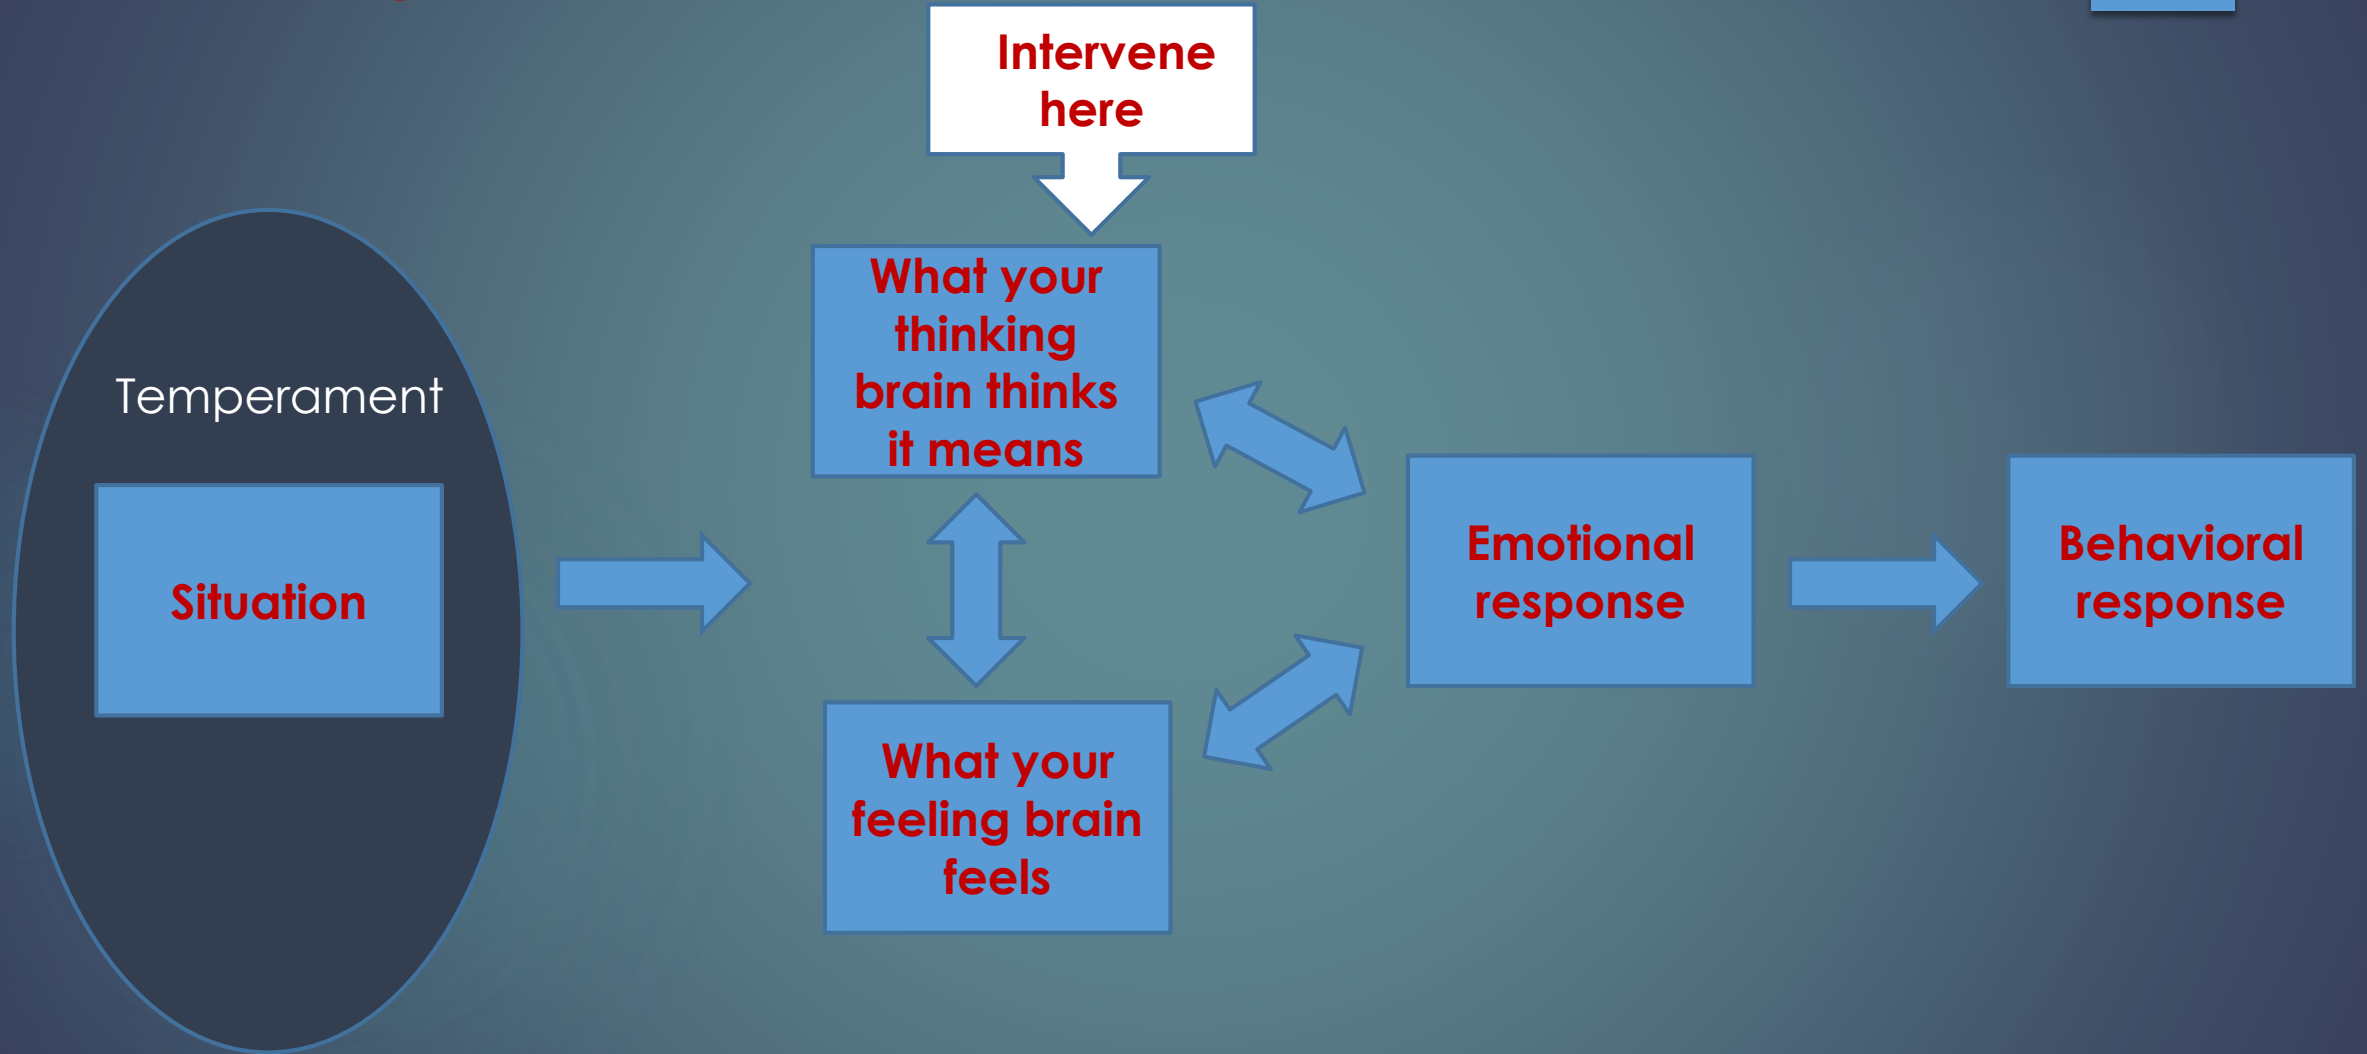 Intervene
here
What your
thinking
brain thinks
it means
Temperament
Situation
Emotional
response
Behavioral
response
What your
feeling brain
feels